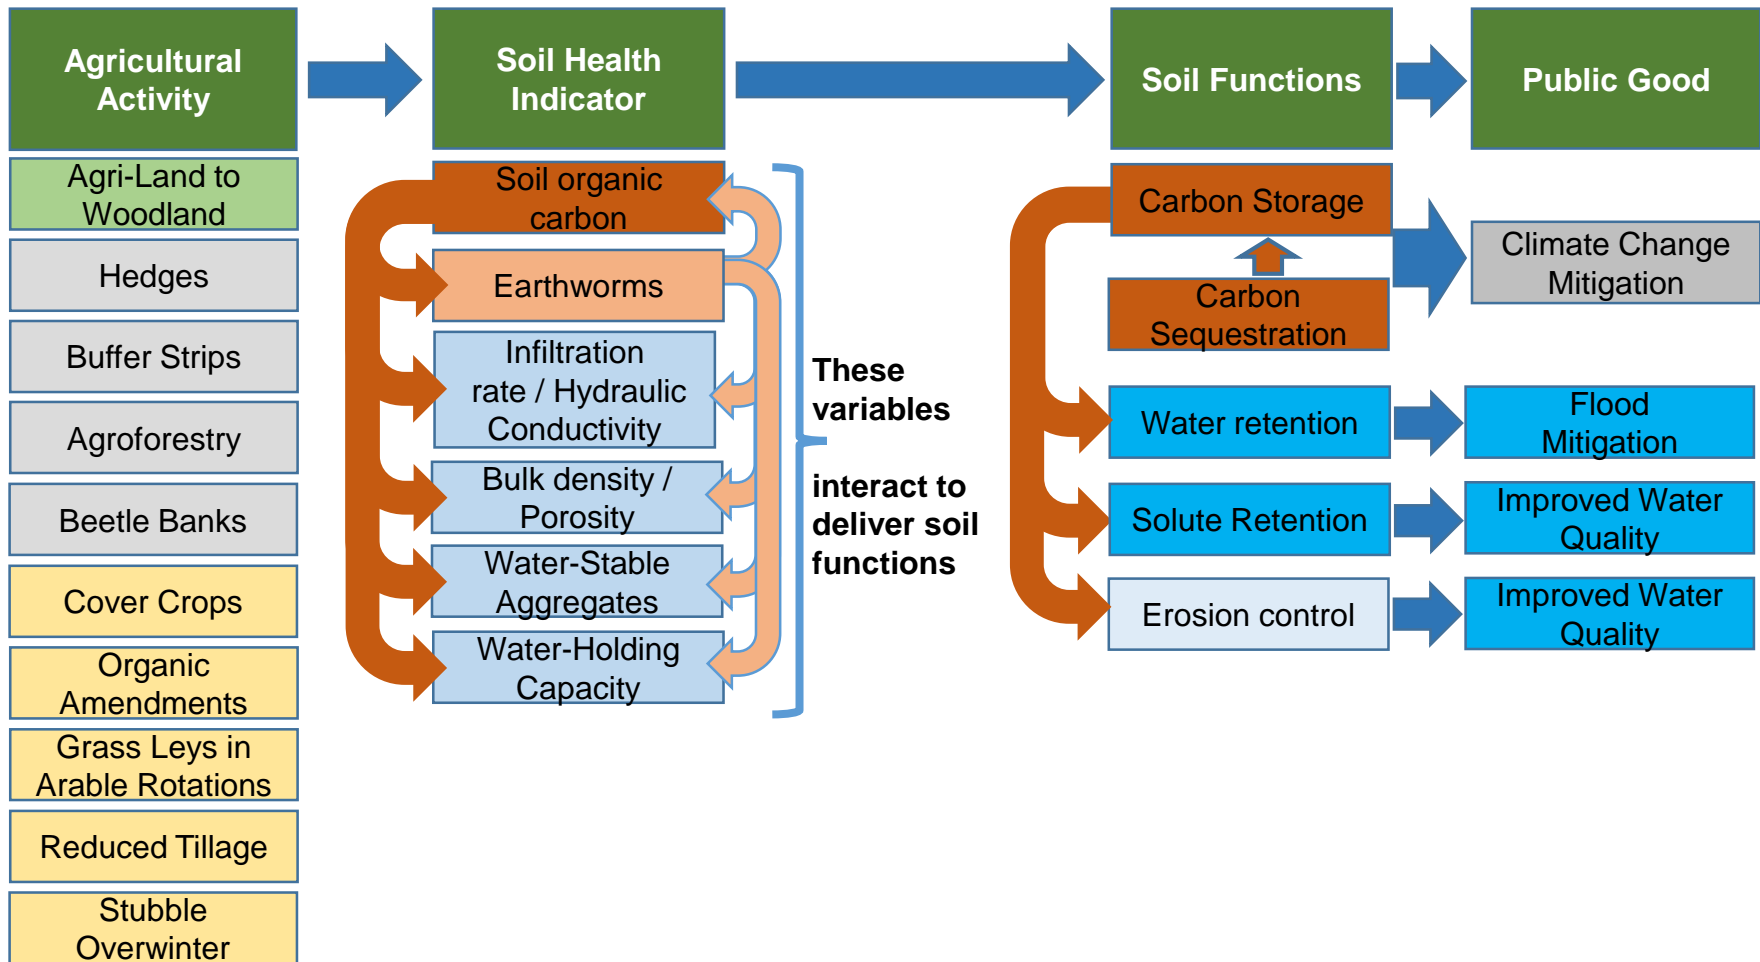 Agricultural
Activity
Soil Health
Indicator
Soil Functions
Public Good
Agri-Land to
Woodland
Hedges
Buffer Strips
Agroforestry
Beetle Banks
Cover Crops
Organic
Amendments
Grass Leys in
Arable Rotations
Reduced Tillage
Stubble
Overwinter
Soil organic
carbon
Earthworms
Infiltration
rate / Hydraulic
Conductivity
Bulk density /
Porosity
Water-Stable
Aggregates
Water-Holding
Capacity
These
variables
interact to
deliver soil
functions
Carbon Storage
Carbon
Sequestration
Water retention
Solute Retention
Erosion control
Climate Change
Mitigation
Flood
Mitigation
Improved Water
Quality
Improved Water
Quality